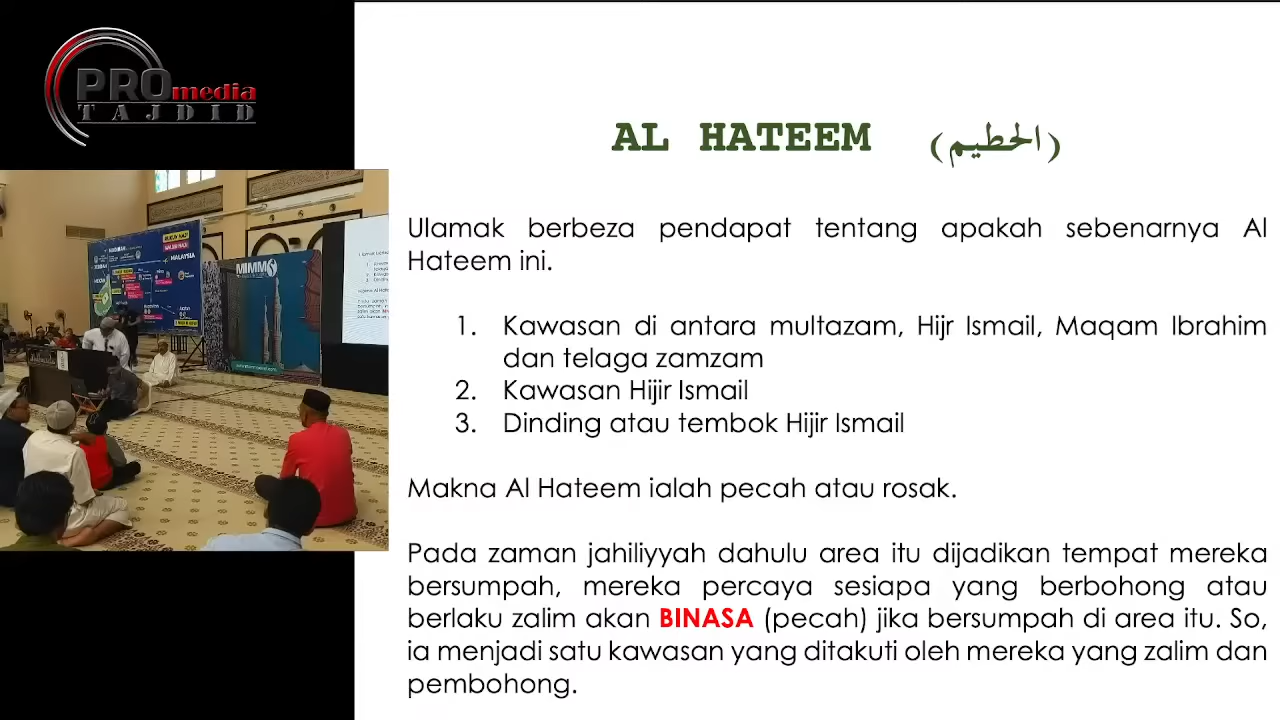 PROmedia
TAJDID
AL HATEEM (الحطيم)
Ulamak berbeza pendapat tentang apakah sebenarnya Al
Hateem ini.
1. Kawasan di antara multazam, Hijr Ismail, Maqam Ibrahim
dan telaga zamzam
2. Kawasan Hijir Ismail
3. Dinding atau tembok Hijir Ismail
Makna Al Hateem ialah pecah atau rosak.
Pada zaman jahiliyyah dahulu area itu dijadikan tempat mereka
bersumpah, mereka percaya sesiapa yang berbohong atau
berlaku zalim akan BINASA (pecah) jika bersumpah di area itu. So,
ia menjadi satu kawasan yang ditakuti oleh mereka yang zalim dan
pembohong.
MALAYSIA
MIMM